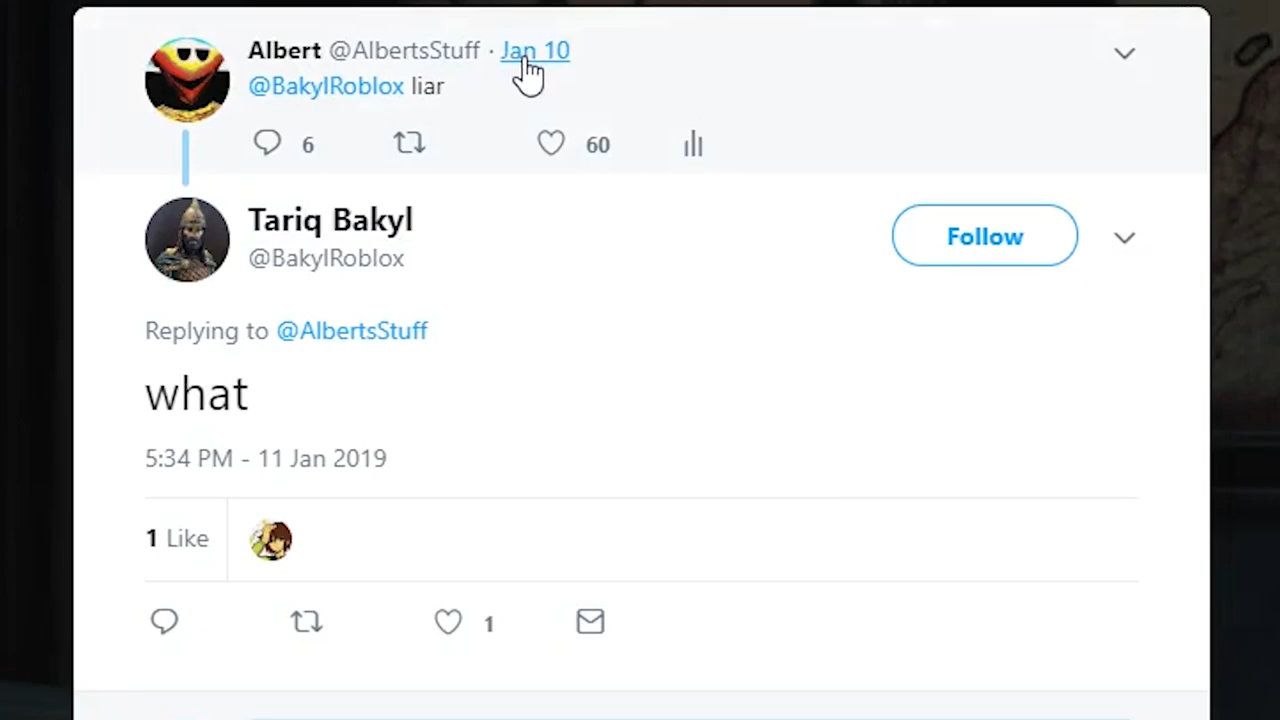 Albert @AlbertsStuff · Jan 10
@BakylRoblox liar
6 60
Tariq Bakyl
@BakylRoblox
Follow
Replying to @AlbertsStuff
what
5:34 PM - 11 Jan 2019
1 Like
1